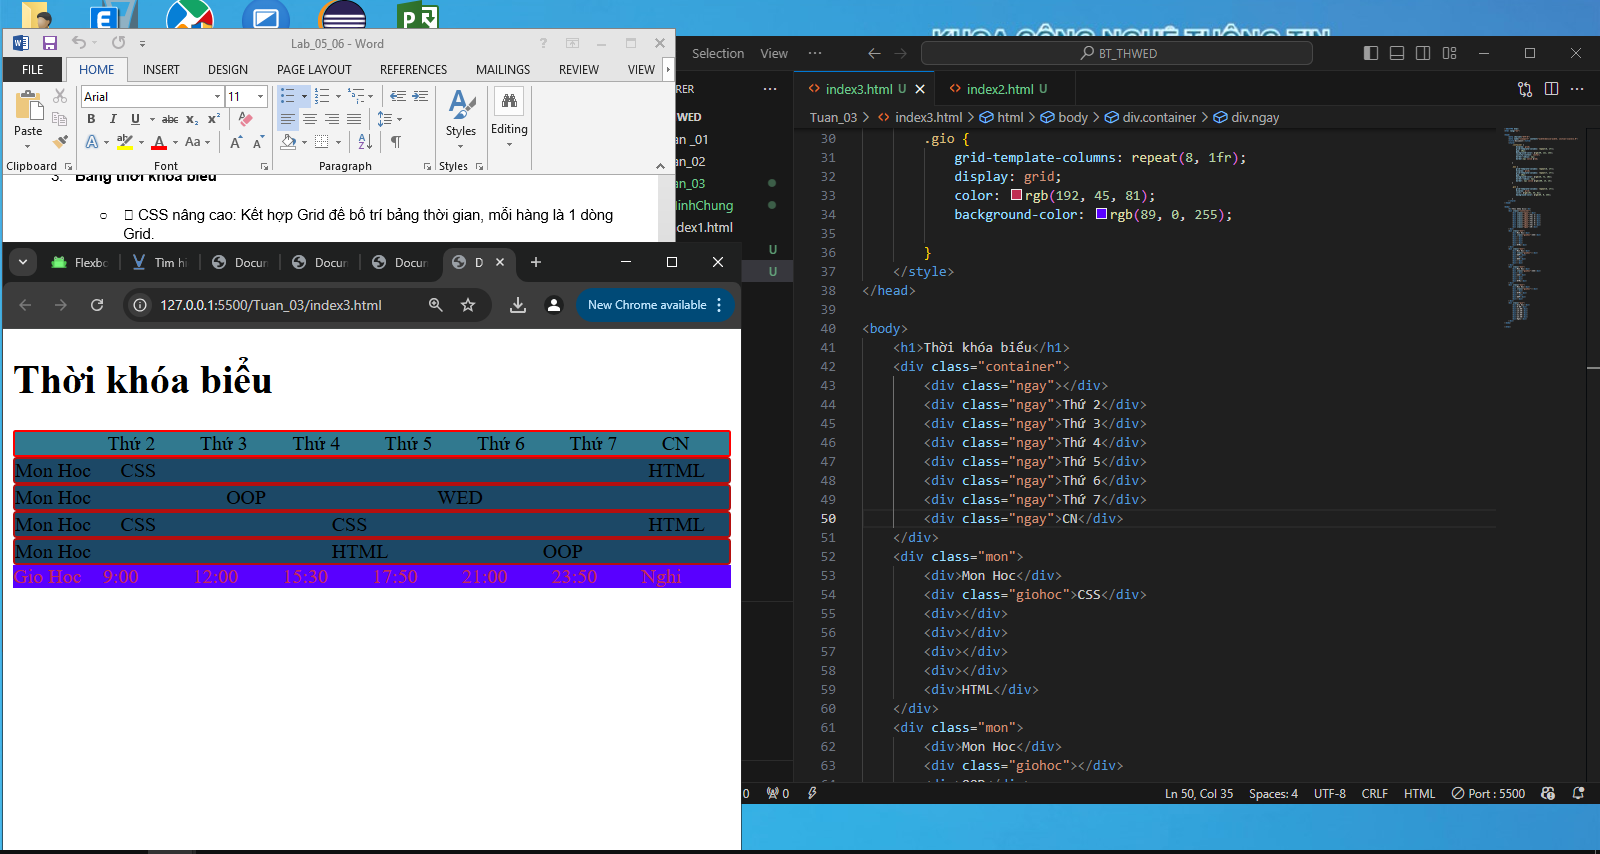 KHOA CÔNG NGHỆ THÔNG TIN
Lab_05_06 - Word
FILE HOME INSERT DESIGN PAGE LAYOUT REFERENCES MAILINGS REVIEW VIEW
Arial 11
Paste
B I U abc x₂ x²
A ab A Aa A A
Styles
Editing
Clipboard Font Paragraph Styles
3. Bảng thời khóa biểu
○ CSS nâng cao: Kết hợp Grid để bố trí bảng thời gian, mỗi hàng là 1 dòng
Grid.
Flexbo Tìm hi Docun Docun Docun D
127.0.0.1:5500/Tuan_03/index3.html
New Chrome available
Thời khóa biểu
Thứ 2 Thứ 3 Thứ 4 Thứ 5 Thứ 6 Thứ 7 CN
Mon Hoc CSS HTML
Mon Hoc OOP WED
Mon Hoc CSS CSS HTML
Mon Hoc HTML OOP
Gio Hoc 9:00 12:00 15:30 17:50 21:00 23:50 Nghi
Selection View ···
BT_THWED
RER ···
WED
an_01
an_02
an_03
MinhChung
dex1.html
U
U
index3.html U index2.html U
Tuan_03 > index3.html > html > body > div.container > div.ngay
30 .gio {
31 grid-template-columns: repeat(8, 1fr);
32 display: grid;
33 color: rgb(192, 45, 81);
34 background-color: rgb(89, 0, 255);
35
36 }
37 </style>
38 </head>
39
40 <body>
41 <h1>Thời khóa biểu</h1>
42 <div class="container">
43 <div class="ngay"></div>
44 <div class="ngay">Thứ 2</div>
45 <div class="ngay">Thứ 3</div>
46 <div class="ngay">Thứ 4</div>
47 <div class="ngay">Thứ 5</div>
48 <div class="ngay">Thứ 6</div>
49 <div class="ngay">Thứ 7</div>
50 <div class="ngay">CN</div>
51 </div>
52 <div class="mon">
53 <div>Mon Hoc</div>
54 <div class="giohoc">CSS</div>
55 <div></div>
56 <div></div>
57 <div></div>
58 <div></div>
59 <div>HTML</div>
60 </div>
61 <div class="mon">
62 <div>Mon Hoc</div>
63 <div class="giohoc"></div>
0 0
Ln 50, Col 35 Spaces: 4 UTF-8 CRLF HTML Port : 5500